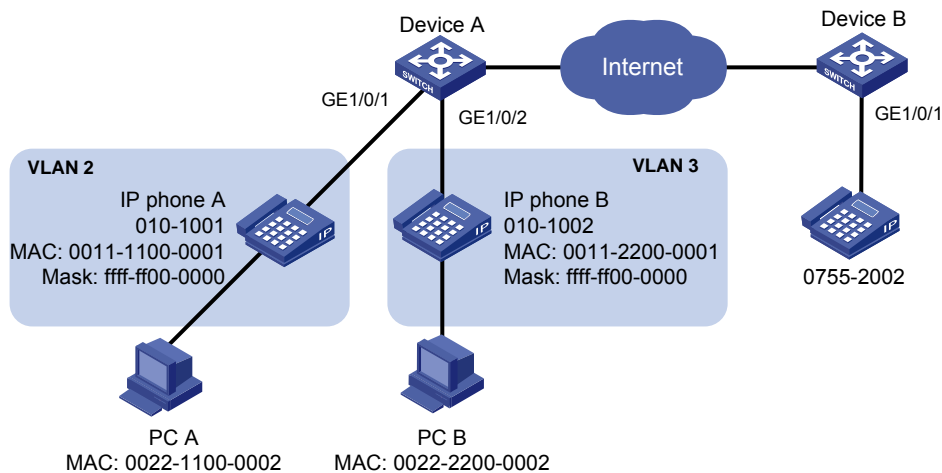 Device A
Device B
SWITCH
Internet
SWITCH
GE1/0/1
GE1/0/2
GE1/0/1
VLAN 2
VLAN 3
IP phone A
010-1001
MAC: 0011-1100-0001
Mask: ffff-ff00-0000
IP
IP phone B
010-1002
MAC: 0011-2200-0001
Mask: ffff-ff00-0000
IP
IP
0755-2002
PC A
MAC: 0022-1100-0002
PC B
MAC: 0022-2200-0002